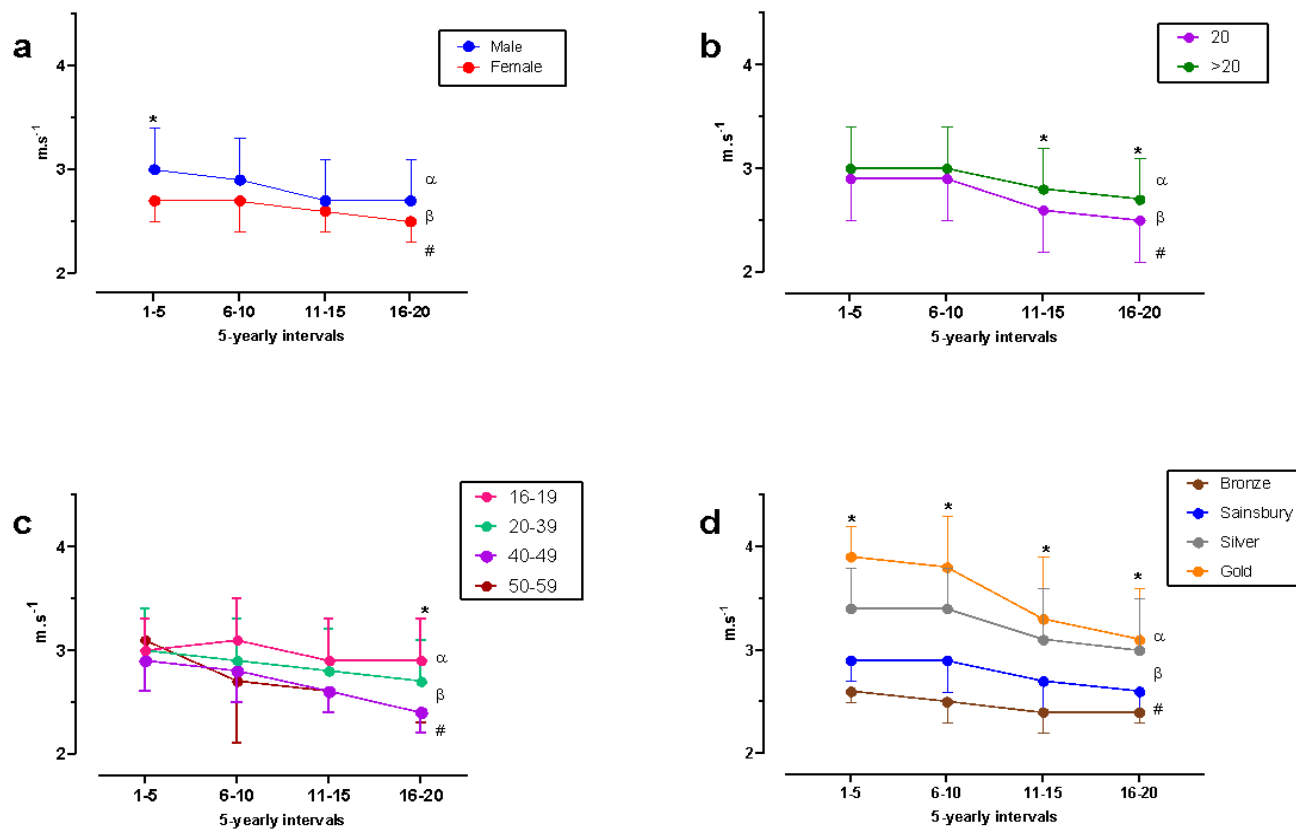 a
Male
Female
4
3
2
m.s-1
*
α
β
#
1-5 6-10 11-15 16-20
5-yearly intervals
b
20
>20
4
3
2
m.s-1
* *
α
β
#
1-5 6-10 11-15 16-20
5-yearly intervals
c
16-19
20-39
40-49
50-59
4
3
2
m.s-1
*
α
β
#
1-5 6-10 11-15 16-20
5-yearly intervals
d
Bronze
Sainsbury
Silver
Gold
4
3
2
m.s-1
* * * *
α
β
#
1-5 6-10 11-15 16-20
5-yearly intervals